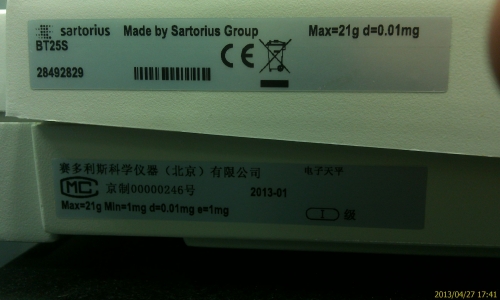 sartorius Made by Sartorius Group Max=21g d=0.01mg
BT25S
28492829
CE
赛多利斯科学仪器（北京）有限公司 电子天平
MC 京制00000246号 2013-01
Max=21g Min=1mg d=0.01mg e=1mg
级
2013/04/27 17:41